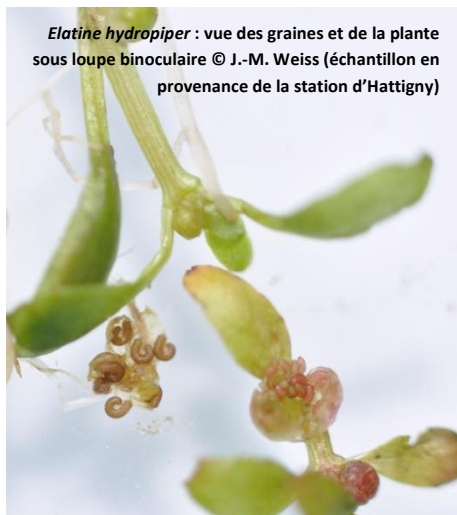 Elatine hydropiper : vue des graines et de la plante
sous loupe binoculaire © J.-M. Weiss (échantillon en
provenance de la station d’Hattigny)